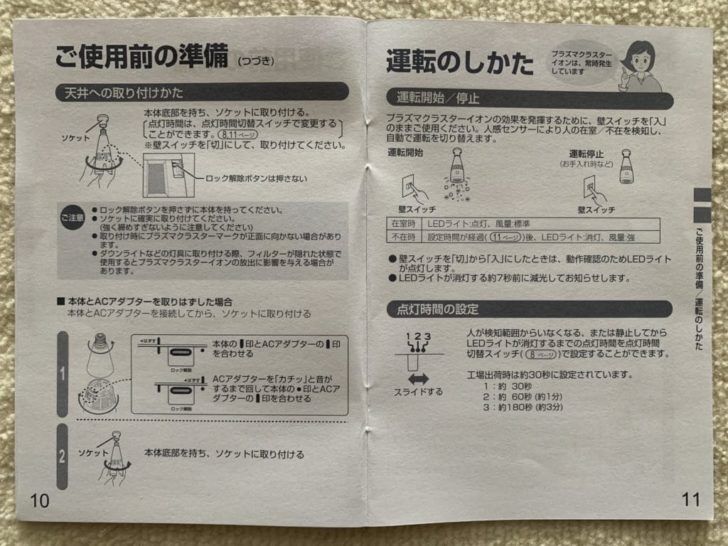 ご使用前の準備 (つづき)
天井への取り付けかた
本体底部を持ち、ソケットに取り付ける。
点灯時間は、点灯時間切替スイッチで変更する
ことができます。(8,11ページ)
※壁スイッチを「切」にして、取り付けてください。
ソケット
ロック解除ボタンは押さない
ご注意
● ロック解除ボタンを押さずに本体を持ってください。
● ソケットに確実に取り付けてください。
(強く締めすぎないように注意してください)
● 取り付け時にプラズマクラスターマークが正面に向かない場合があり
ます。
● ダウンライトなどの灯具に取り付ける際、フィルターが隠れた状態で
使用するとプラズマクラスターイオンの放出に影響を与える場合が
あります。
■ 本体とACアダプターを取りはずした場合
本体とACアダプターを接続してから、ソケットに取り付ける
1
本体の▮印とACアダプターの▮印
を合わせる
ロック解除
ACアダプターを「カチッ」と音が
するまで回して本体の●印とACア
ダプターの▮印を合わせる
ロック解除
2
ソケット
本体底部を持ち、ソケットに取り付ける
10
運転のしかた
プラズマクラスター
イオンは、常時発生
しています
運転開始/停止
プラズマクラスターイオンの効果を発揮するために、壁スイッチを「入」
のままご使用ください。人感センサーにより人の在室/不在を検知し、
自動で運転を切り替えます。
運転開始
運転停止
(お手入れ時など)
壁スイッチ
壁スイッチ
在室時 LEDライト:点灯、風量:標準
不在時 設定時間が経過(11ページ)後、LEDライト:消灯、風量:強
● 壁スイッチを「切」から「入」にしたときは、動作確認のためLEDライト
が点灯します。
● LEDライトが消灯する約7秒前に減光してお知らせします。
点灯時間の設定
1 2 3
スライドする
人が検知範囲からいなくなる、または静止してから
LEDライトが消灯するまでの点灯時間を点灯時間
切替スイッチ(8ページ)で設定することができます。
工場出荷時は約30秒に設定されています。
1:約 30秒
2:約 60秒 (約1分)
3:約180秒 (約3分)
ご使用前の準備/運転のしかた
11